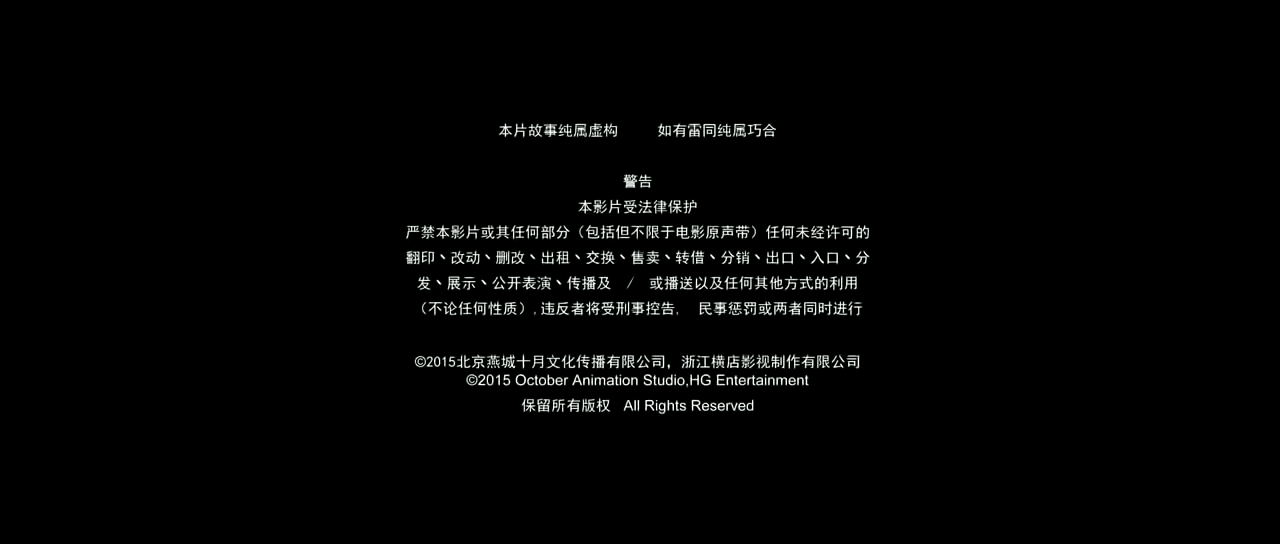 本片故事纯属虚构 如有雷同纯属巧合
警告
本影片受法律保护
严禁本影片或其任何部分（包括但不限于电影原声带）任何未经许可的
翻印、改动、删改、出租、交换、售卖、转借、分销、出口、入口、分
发、展示、公开表演、传播及 / 或播送以及任何其他方式的利用
（不论任何性质）, 违反者将受刑事控告, 民事惩罚或两者同时进行
©2015北京燕城十月文化传播有限公司，浙江横店影视制作有限公司
©2015 October Animation Studio,HG Entertainment
保留所有版权 All Rights Reserved